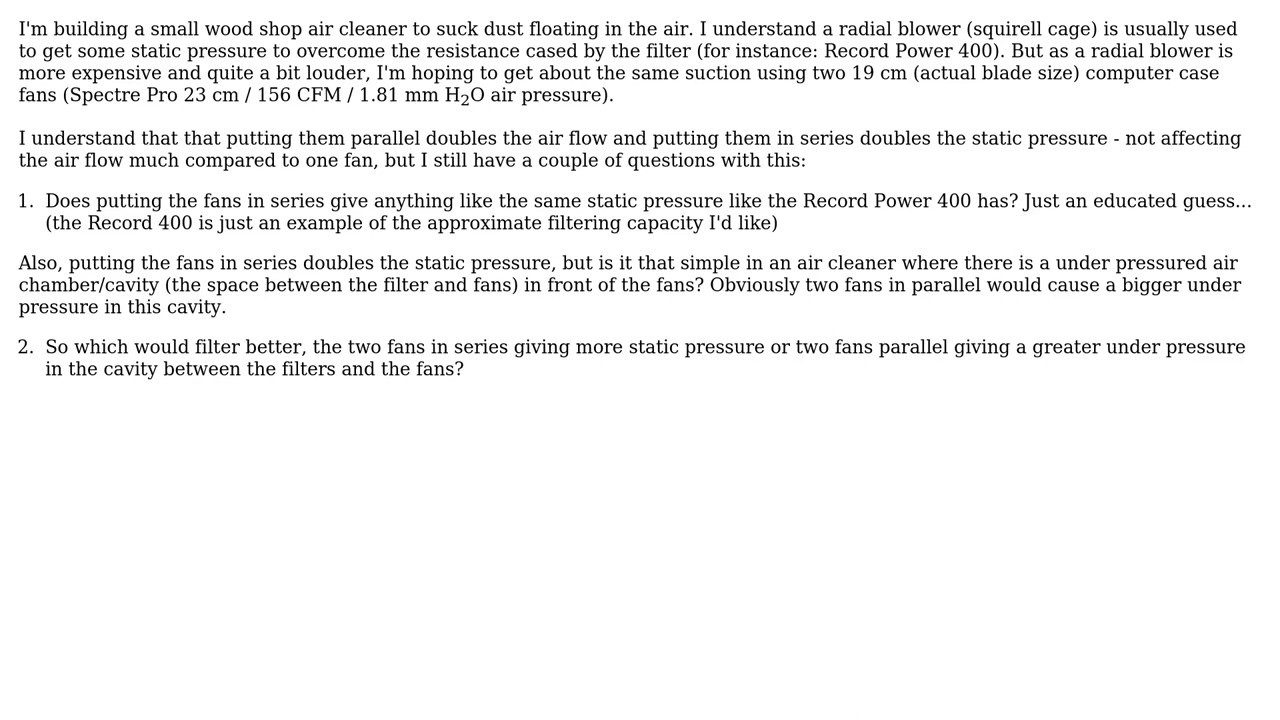 I'm building a small wood shop air cleaner to suck dust floating in the air. I understand a radial blower (squirell cage) is usually used
to get some static pressure to overcome the resistance cased by the filter (for instance: Record Power 400). But as a radial blower is
more expensive and quite a bit louder, I'm hoping to get about the same suction using two 19 cm (actual blade size) computer case
fans (Spectre Pro 23 cm / 156 CFM / 1.81 mm H2O air pressure).
I understand that that putting them parallel doubles the air flow and putting them in series doubles the static pressure - not affecting
the air flow much compared to one fan, but I still have a couple of questions with this:
1. Does putting the fans in series give anything like the same static pressure like the Record Power 400 has? Just an educated guess...
(the Record 400 is just an example of the approximate filtering capacity I'd like)
Also, putting the fans in series doubles the static pressure, but is it that simple in an air cleaner where there is a under pressured air
chamber/cavity (the space between the filter and fans) in front of the fans? Obviously two fans in parallel would cause a bigger under
pressure in this cavity.
2. So which would filter better, the two fans in series giving more static pressure or two fans parallel giving a greater under pressure
in the cavity between the filters and the fans?